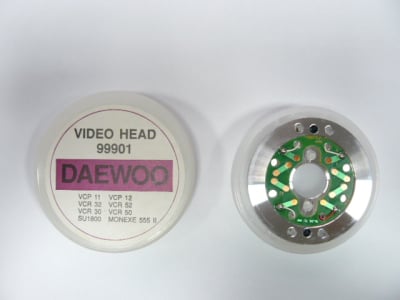 VIDEO HEAD
99901
DAEWOO
VCP 11 VCP 12
VCR 32 VCR 52
VCR 30 VCR 50
SU1800 MONEXE 555 II